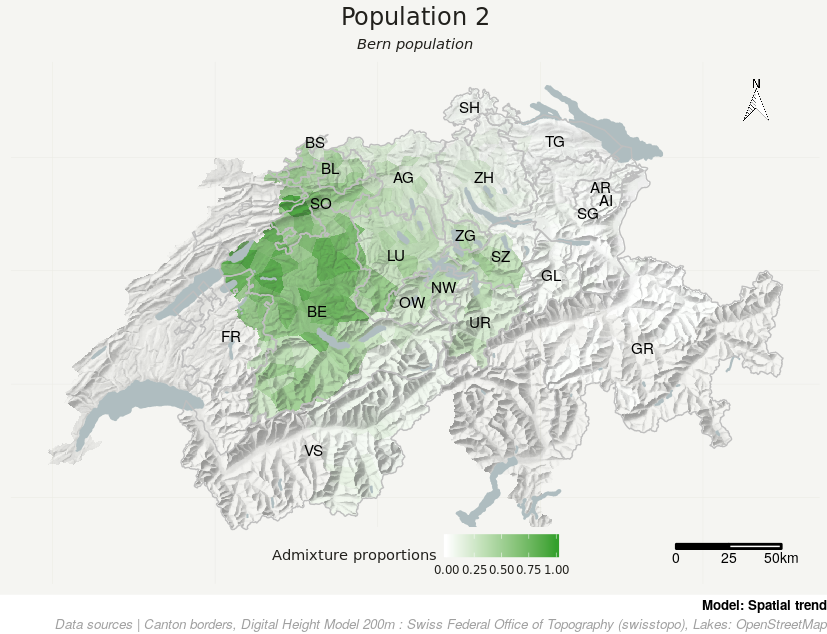 Population 2
Bern population
N
SH
BS
TG
BL
AG
ZH
AR
AI
SO
SG
ZG
LU
SZ
GL
NW
OW
BE
UR
FR
GR
VS
Admixture proportions
0.00 0.25 0.50 0.75 1.00
0 25 50km
Model: Spatial trend
Data sources | Canton borders, Digital Height Model 200m : Swiss Federal Office of Topography (swisstopo), Lakes: OpenStreetMap